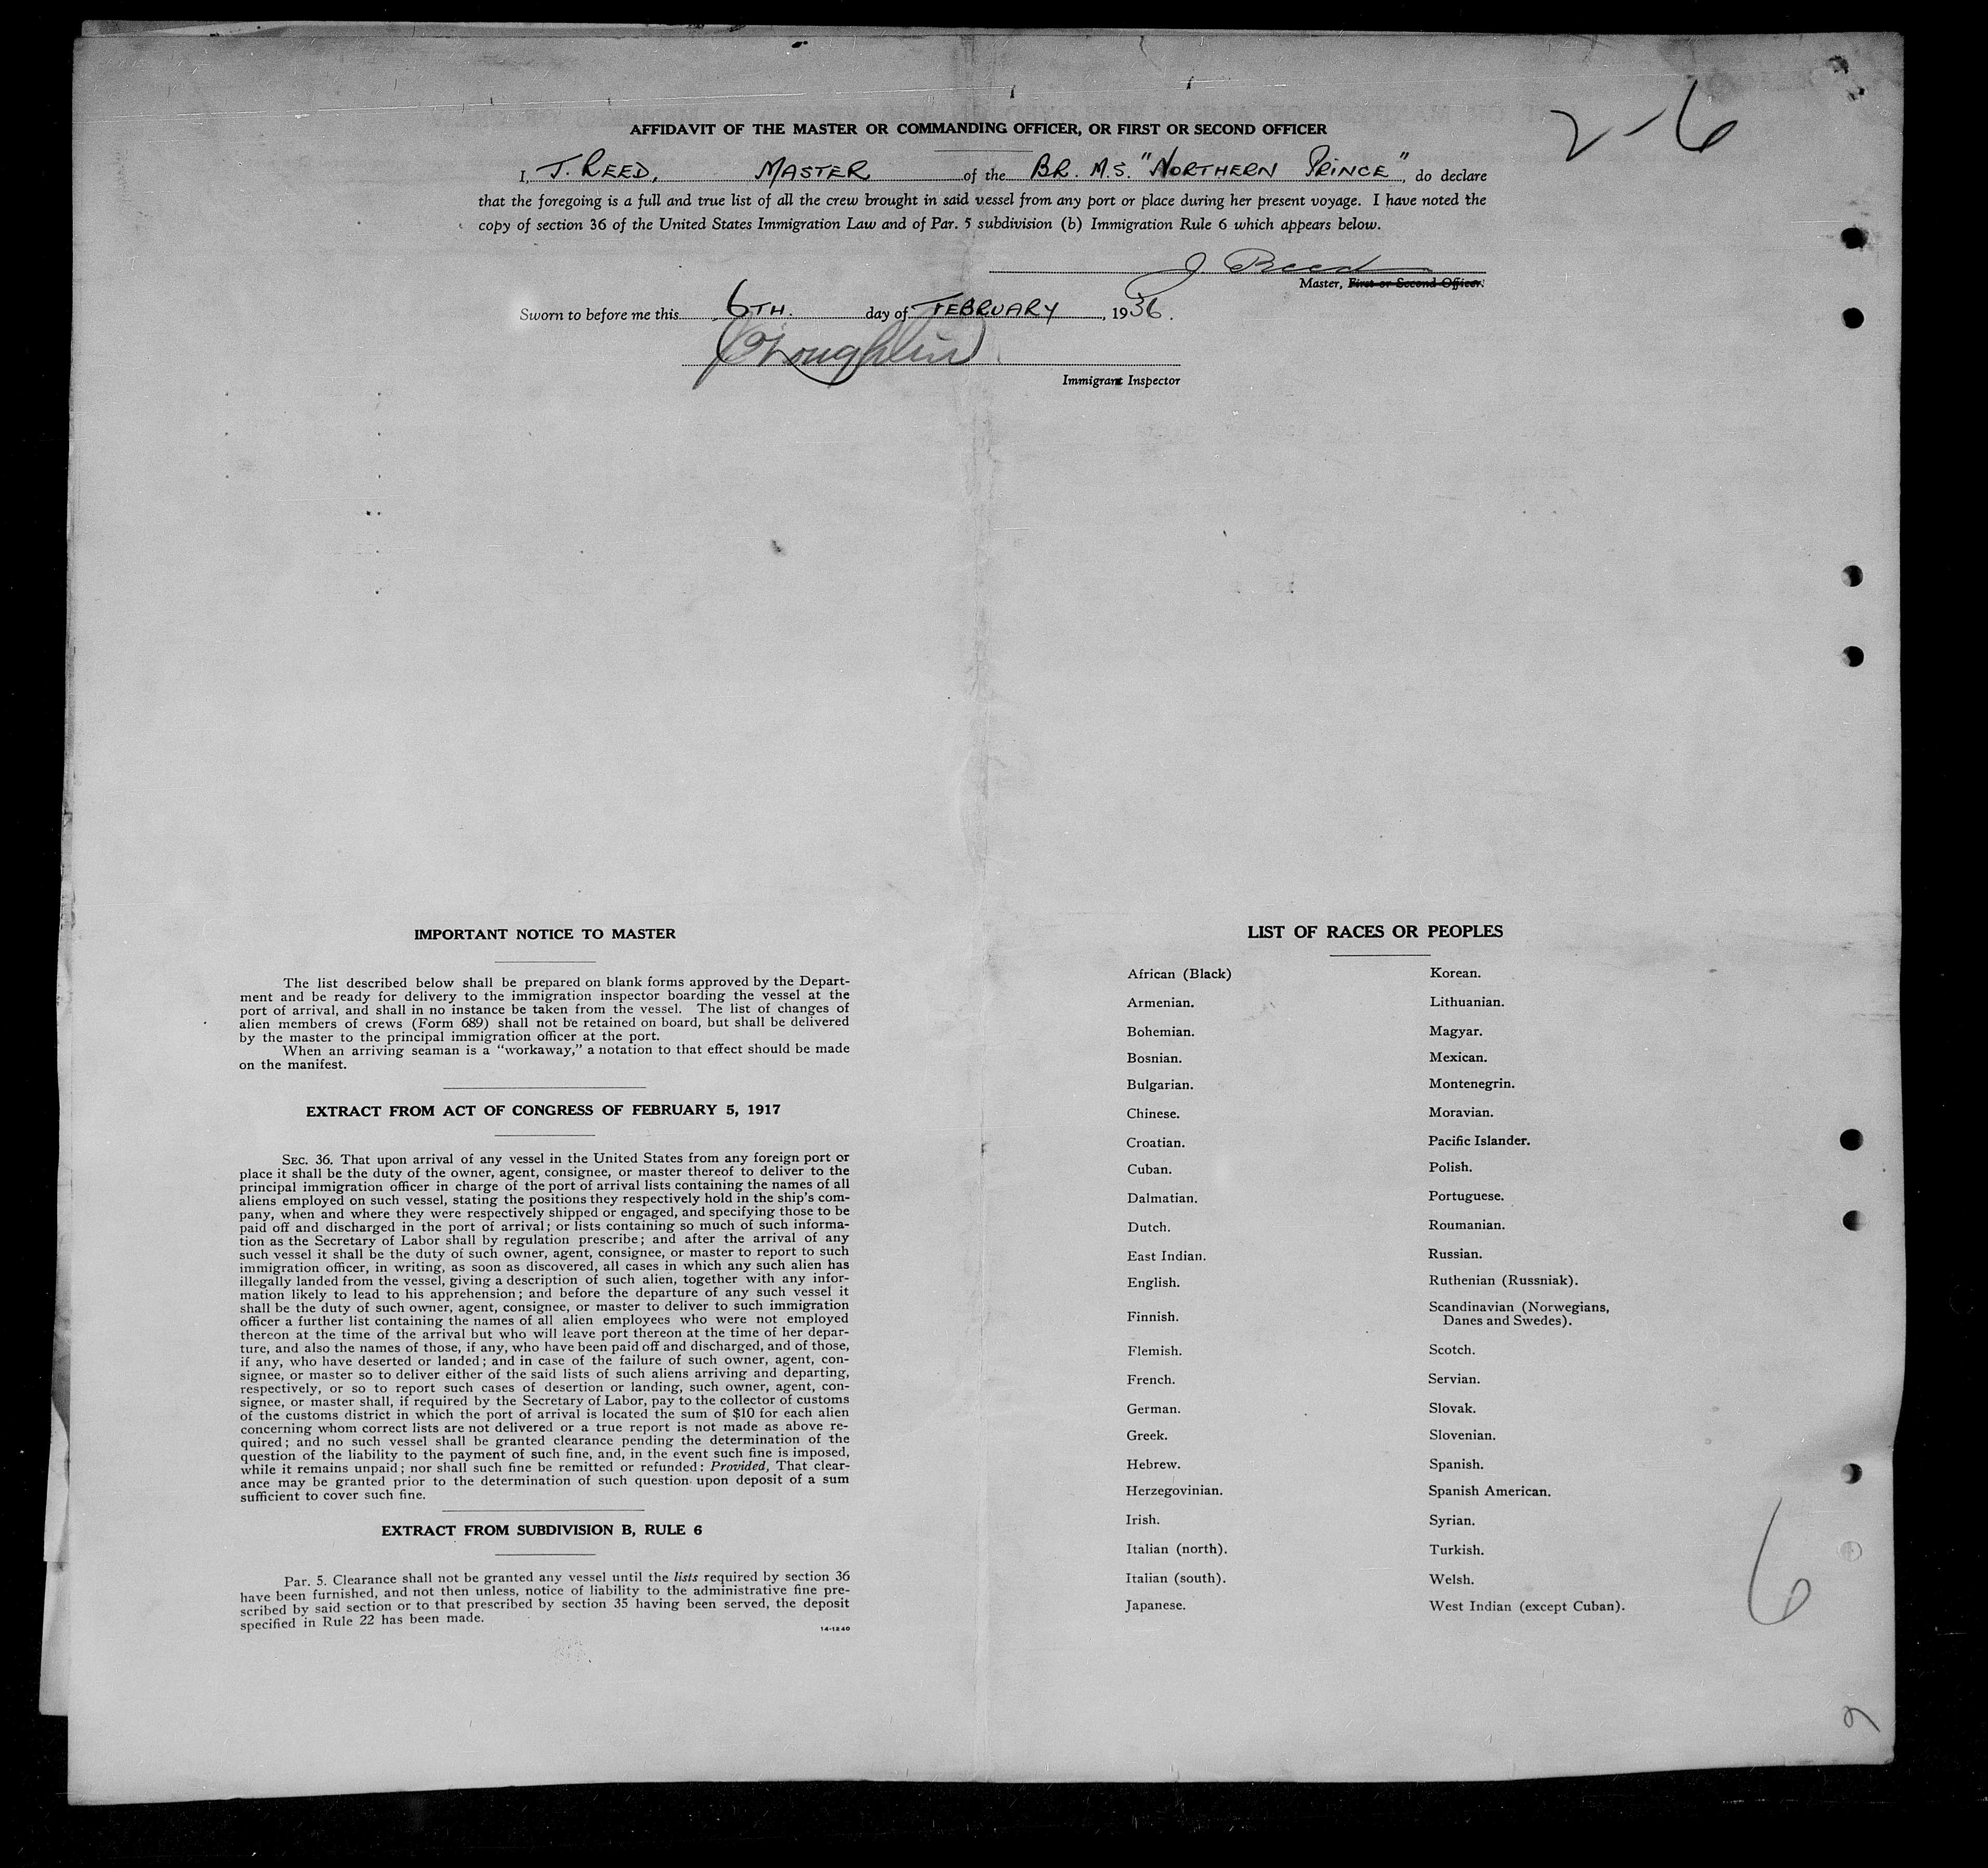 2-6
AFFIDAVIT OF THE MASTER OR COMMANDING OFFICER, OR FIRST OR SECOND OFFICER
I, J. REED, MASTER of the BR. M.S. "NORTHERN PRINCE", do declare
that the foregoing is a full and true list of all the crew brought in said vessel from any port or place during her present voyage. I have noted the
copy of section 36 of the United States Immigration Law and of Par. 5 subdivision (b) Immigration Rule 6 which appears below.
J Reed
Master, First or Second Officer.
Sworn to before me this 6TH. day of FEBRUARY, 1936.
O'Loughlin
Immigrant Inspector
IMPORTANT NOTICE TO MASTER
The list described below shall be prepared on blank forms approved by the Depart-
ment and be ready for delivery to the immigration inspector boarding the vessel at the
port of arrival, and shall in no instance be taken from the vessel. The list of changes of
alien members of crews (Form 689) shall not be retained on board, but shall be delivered
by the master to the principal immigration officer at the port.
When an arriving seaman is a "workaway," a notation to that effect should be made
on the manifest.
EXTRACT FROM ACT OF CONGRESS OF FEBRUARY 5, 1917
SEC. 36. That upon arrival of any vessel in the United States from any foreign port or
place it shall be the duty of the owner, agent, consignee, or master thereof to deliver to the
principal immigration officer in charge of the port of arrival lists containing the names of all
aliens employed on such vessel, stating the positions they respectively hold in the ship's com-
pany, when and where they were respectively shipped or engaged, and specifying those to be
paid off and discharged in the port of arrival; or lists containing so much of such informa-
tion as the Secretary of Labor shall by regulation prescribe; and after the arrival of any
such vessel it shall be the duty of such owner, agent, consignee, or master to report to such
immigration officer, in writing, as soon as discovered, all cases in which any such alien has
illegally landed from the vessel, giving a description of such alien, together with any infor-
mation likely to lead to his apprehension; and before the departure of any such vessel it
shall be the duty of such owner, agent, consignee, or master to deliver to such immigration
officer a further list containing the names of all alien employees who were not employed
thereon at the time of the arrival but who will leave port thereon at the time of her depar-
ture, and also the names of those, if any, who have been paid off and discharged, and of those,
if any, who have deserted or landed; and in case of the failure of such owner, agent, con-
signee, or master so to deliver either of the said lists of such aliens arriving and departing,
respectively, or so to report such cases of desertion or landing, such owner, agent, con-
signee, or master shall, if required by the Secretary of Labor, pay to the collector of customs
of the customs district in which the port of arrival is located the sum of $10 for each alien
concerning whom correct lists are not delivered or a true report is not made as above re-
quired; and no such vessel shall be granted clearance pending the determination of the
question of the liability to the payment of such fine, and, in the event such fine is imposed,
while it remains unpaid; nor shall such fine be remitted or refunded: Provided, That clear-
ance may be granted prior to the determination of such question upon deposit of a sum
sufficient to cover such fine.
EXTRACT FROM SUBDIVISION B, RULE 6
Par. 5. Clearance shall not be granted any vessel until the lists required by section 36
have been furnished, and not then unless, notice of liability to the administrative fine pre-
scribed by said section or to that prescribed by section 35 having been served, the deposit
specified in Rule 22 has been made.
14-1240
LIST OF RACES OR PEOPLES
African (Black)
Armenian.
Bohemian.
Bosnian.
Bulgarian.
Chinese.
Croatian.
Cuban.
Dalmatian.
Dutch.
East Indian.
English.
Finnish.
Flemish.
French.
German.
Greek.
Hebrew.
Herzegovinian.
Irish.
Italian (north).
Italian (south).
Japanese.
Korean.
Lithuanian.
Magyar.
Mexican.
Montenegrin.
Moravian.
Pacific Islander.
Polish.
Portuguese.
Roumanian.
Russian.
Ruthenian (Russniak).
Scandinavian (Norwegians,
Danes and Swedes).
Scotch.
Servian.
Slovak.
Slovenian.
Spanish.
Spanish American.
Syrian.
Turkish.
Welsh.
West Indian (except Cuban).
6